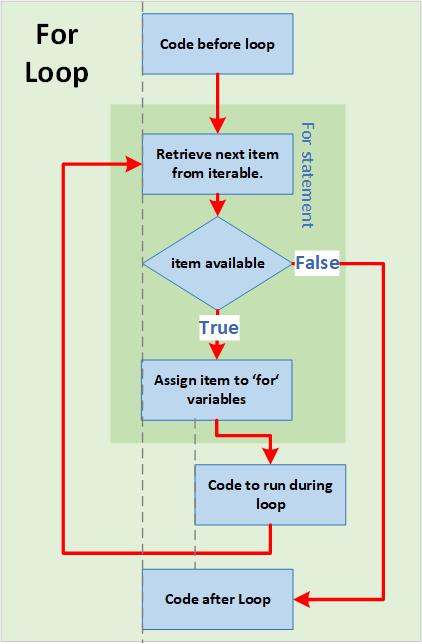 For
Loop
Code before loop
For statement
Retrieve next item
from iterable.
item available
False
True
Assign item to ‘for‘
variables
Code to run during
loop
Code after Loop